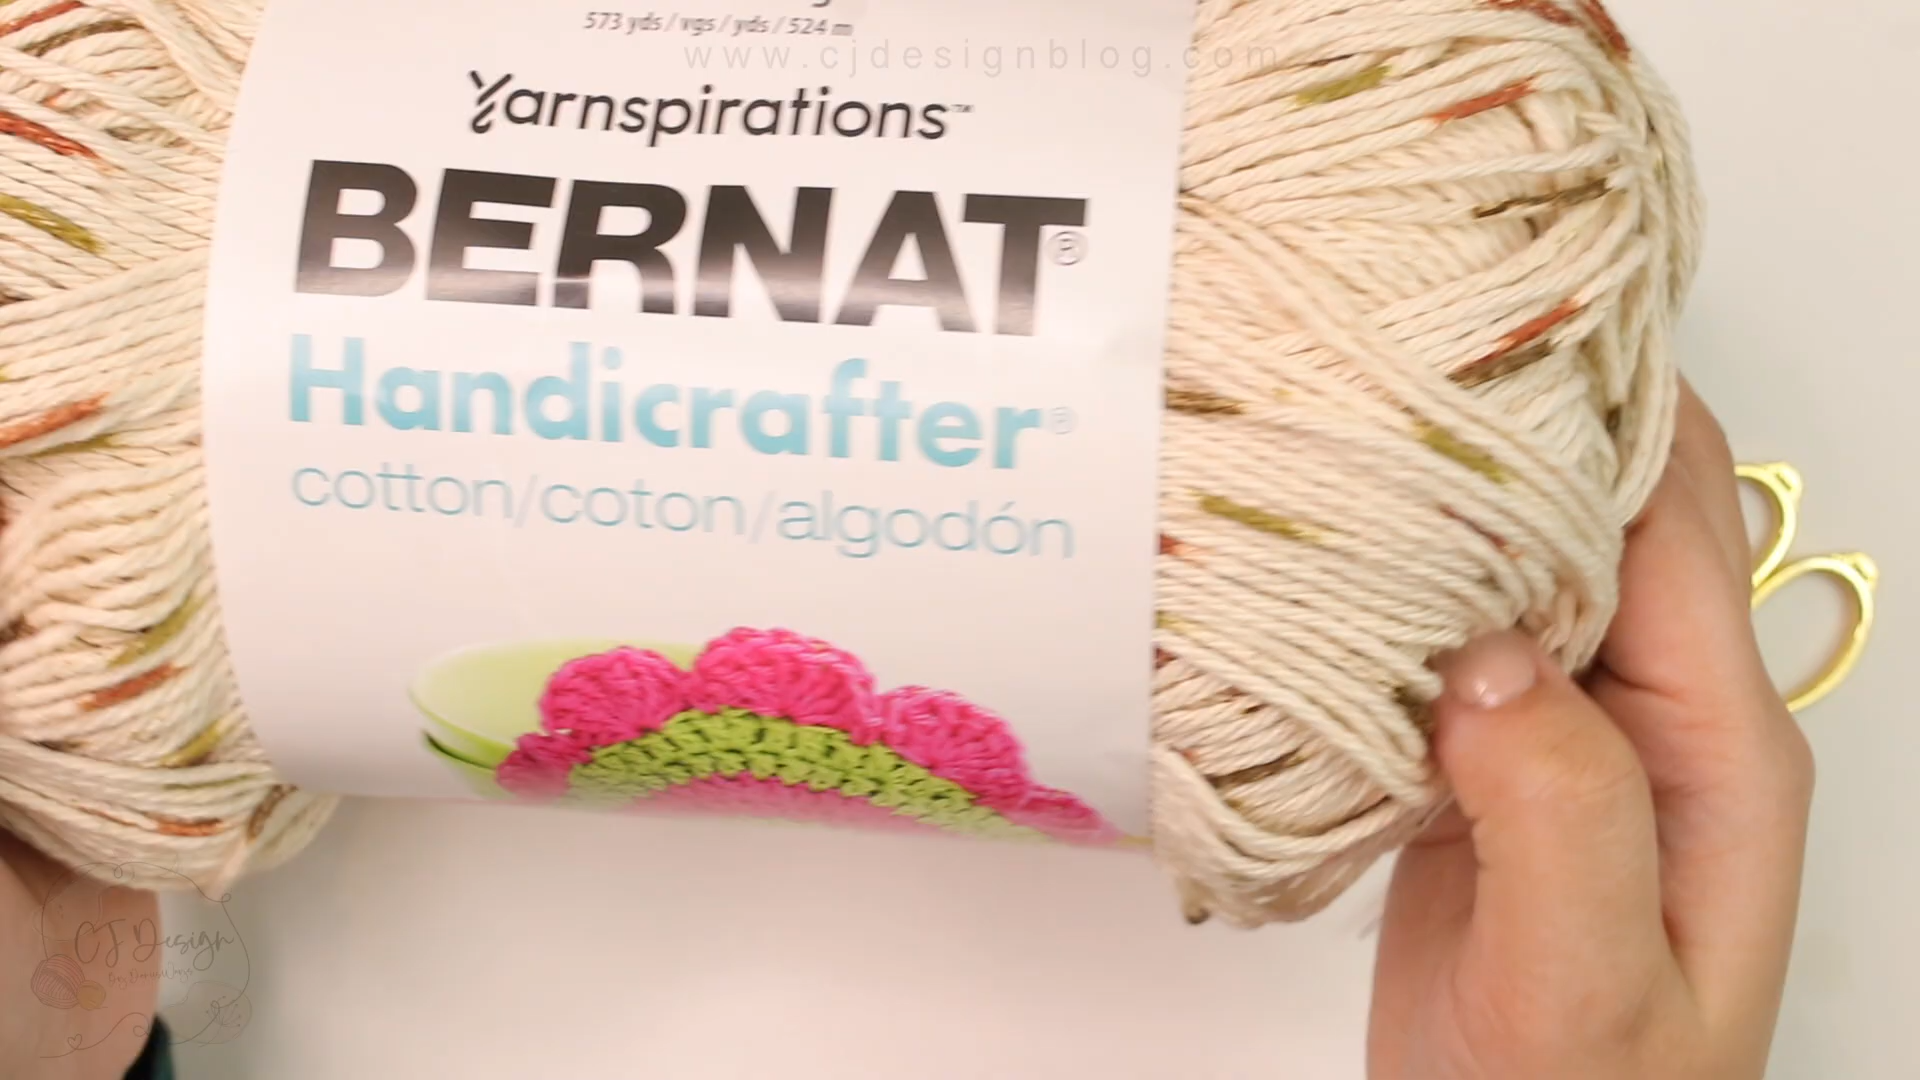 573 yds / vgs / yds / 524 m
www.cjdesignblog.com
Yarnspirations™
BERNAT®
Handicrafter®
cotton/coton/algodón
CJ Design